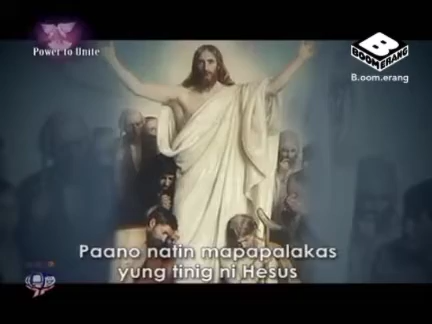 Power to Unite
BOOMERANG
B.oom.erang
Paano natin mapapalakas
yung tinig ni Hesus